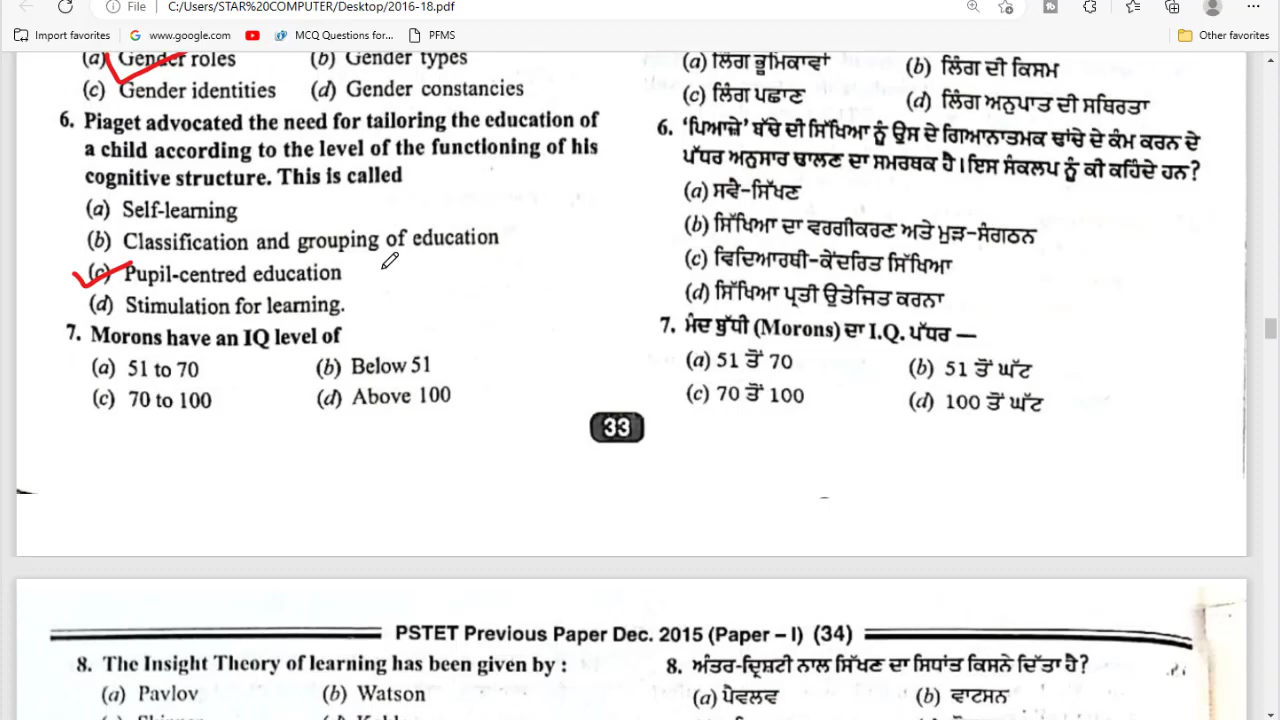 File
C:/Users/STAR%20COMPUTER/Desktop/2016-18.pdf
Import favorites
www.google.com
MCQ Questions for...
PFMS
Other favorites
(a) Gender roles
(b) Gender types
(c) Gender identities
(d) Gender constancies
6. Piaget advocated the need for tailoring the education of
a child according to the level of the functioning of his
cognitive structure. This is called
(a) Self-learning
(b) Classification and grouping of education
(c) Pupil-centred education
(d) Stimulation for learning.
7. Morons have an IQ level of
(a) 51 to 70
(b) Below 51
(c) 70 to 100
(d) Above 100
(a) ਲਿੰਗ ਭੂਮਿਕਾਵਾਂ
(b) ਲਿੰਗ ਦੀ ਕਿਸਮ
(c) ਲਿੰਗ ਪਛਾਣ
(d) ਲਿੰਗ ਅਨੁਪਾਤ ਦੀ ਸਥਿਰਤਾ
6. 'ਪਿਆਜ਼ੇ' ਬੱਚੇ ਦੀ ਸਿੱਖਿਆ ਨੂੰ ਉਸ ਦੇ ਗਿਆਨਾਤਮਕ ਢਾਂਚੇ ਦੇ ਕੰਮ ਕਰਨ ਦੇ
ਪੱਧਰ ਅਨੁਸਾਰ ਢਾਲਣ ਦਾ ਸਮਰਥਕ ਹੈ। ਇਸ ਸੰਕਲਪ ਨੂੰ ਕੀ ਕਹਿੰਦੇ ਹਨ?
(a) ਸਵੈ-ਸਿੱਖਣ
(b) ਸਿੱਖਿਆ ਦਾ ਵਰਗੀਕਰਣ ਅਤੇ ਮੁੜ-ਸੰਗਠਨ
(c) ਵਿਦਿਆਰਥੀ-ਕੇਂਦਰਿਤ ਸਿੱਖਿਆ
(d) ਸਿੱਖਿਆ ਪ੍ਰਤੀ ਉਤੇਜਿਤ ਕਰਨਾ
7. ਮੰਦ ਬੁੱਧੀ (Morons) ਦਾ I.Q. ਪੱਧਰ —
(a) 51 ਤੋਂ 70
(b) 51 ਤੋਂ ਘੱਟ
(c) 70 ਤੋਂ 100
(d) 100 ਤੋਂ ਘੱਟ
33
PSTET Previous Paper Dec. 2015 (Paper – I) (34)
8. The Insight Theory of learning has been given by :
(a) Pavlov
(b) Watson
8. ਅੰਤਰ-ਦ੍ਰਿਸ਼ਟੀ ਨਾਲ ਸਿੱਖਣ ਦਾ ਸਿਧਾਂਤ ਕਿਸਨੇ ਦਿੱਤਾ ਹੈ?
(a) ਪੈਵਲਵ
(b) ਵਾਟਸਨ